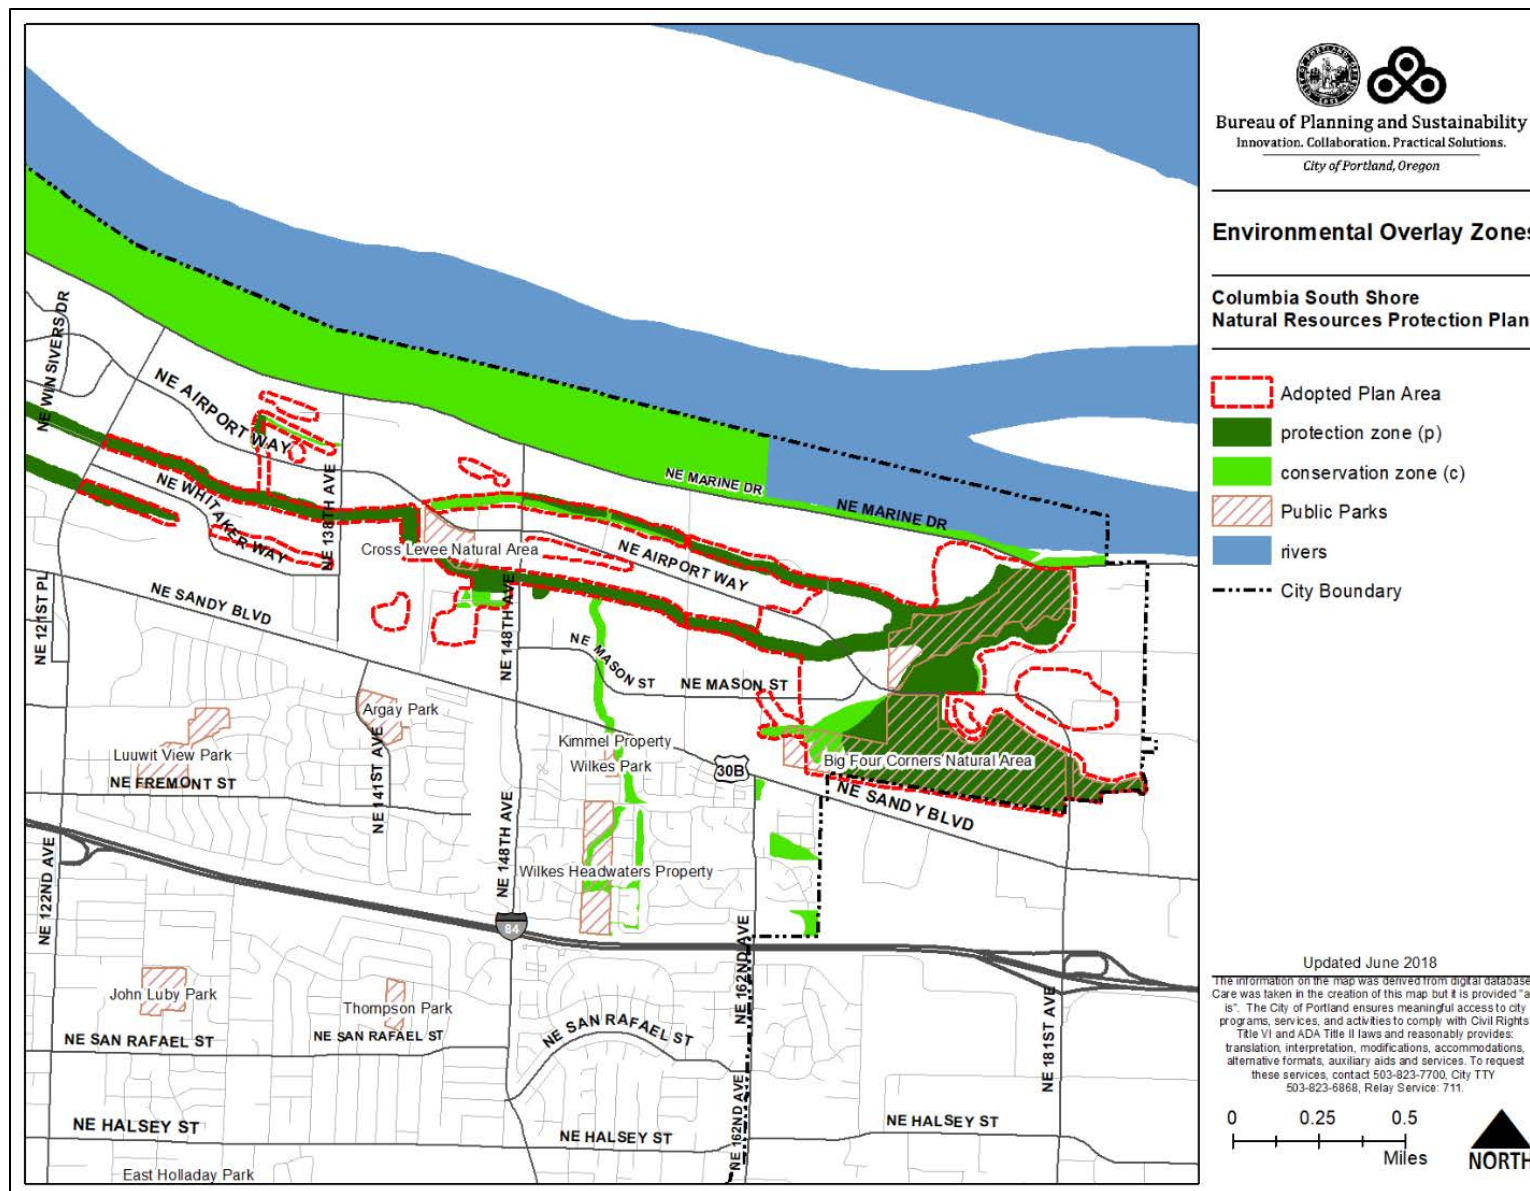 Bureau of Planning and Sustainability
Innovation. Collaboration. Practical Solutions.
City of Portland, Oregon
Environmental Overlay Zones
Columbia South Shore
Natural Resources Protection Plan
Adopted Plan Area
protection zone (p)
conservation zone (c)
Public Parks
rivers
City Boundary
NE WIN SIVERS DR
NE AIRPORT WAY
NE WHITAKER WAY
NE 138TH AVE
NE MARINE DR
NE MARINE DR
Cross Levee Natural Area
NE AIRPORT WAY
NE 121ST PL
NE SANDY BLVD
NE 148TH AVE
NE MASON ST
NE MASON ST
Argay Park
Luuwit View Park
NE FREMONT ST
NE 141ST AVE
Kimmel Property
Wilkes Park
30B
Big Four Corners Natural Area
NE SANDY BLVD
NE 122ND AVE
NE 148TH AVE
Wilkes Headwaters Property
84
NE 162ND AVE
John Luby Park
Thompson Park
NE SAN RAFAEL ST
NE SAN RAFAEL ST
NE SAN RAFAEL ST
NE 181ST AVE
NE HALSEY ST
NE HALSEY ST
NE 162ND AVE
NE HALSEY ST
East Holladay Park
Updated June 2018
The information on the map was derived from digital database
Care was taken in the creation of this map but it is provided "a
is". The City of Portland ensures meaningful access to city
programs, services, and activities to comply with Civil Rights
Title VI and ADA Title II laws and reasonably provides:
translation, interpretation, modifications, accommodations,
alternative formats, auxiliary aids and services. To request
these services, contact 503-823-7700, City TTY
503-823-6868, Relay Service: 711.
0 0.25 0.5
Miles
NORTH